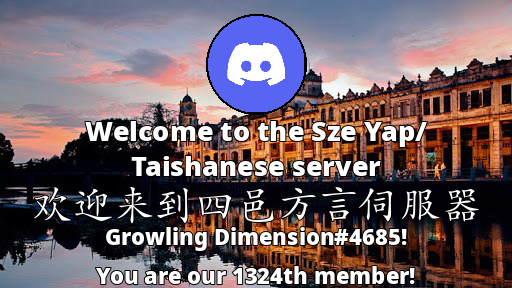 Welcome to the Sze Yap/
Taishanese server
欢迎来到四邑方言伺服器
Growling Dimension#4685!
You are our 1324th member!